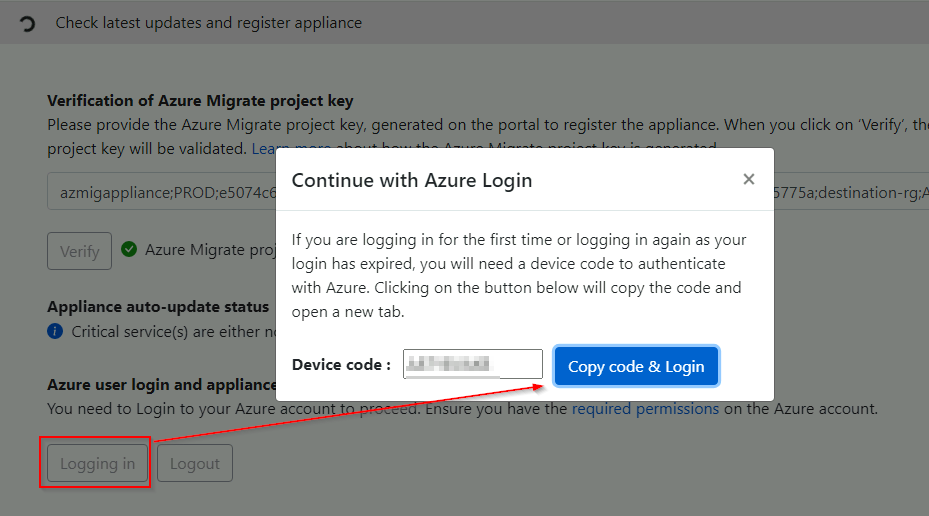 Check latest updates and register appliance
Verification of Azure Migrate project key
Please provide the Azure Migrate project key, generated on the portal to register the appliance. When you click on ‘Verify’, the
project key will be validated. Learn more about how the Azure Migrate project key is generated.
Continue with Azure Login
×
azmigappliance;PROD;e5074c6
5775a;destination-rg;A
If you are logging in for the first time or logging in again as your
login has expired, you will need a device code to authenticate
with Azure. Clicking on the button below will copy the code and
open a new tab.
Verify
Azure Migrate proj
Appliance auto-update status
Critical service(s) are either
Device code :
Copy code & Login
Azure user login and appliance
You need to Login to your Azure account to proceed. Ensure you have the required permissions on the Azure account.
Logging in
Logout